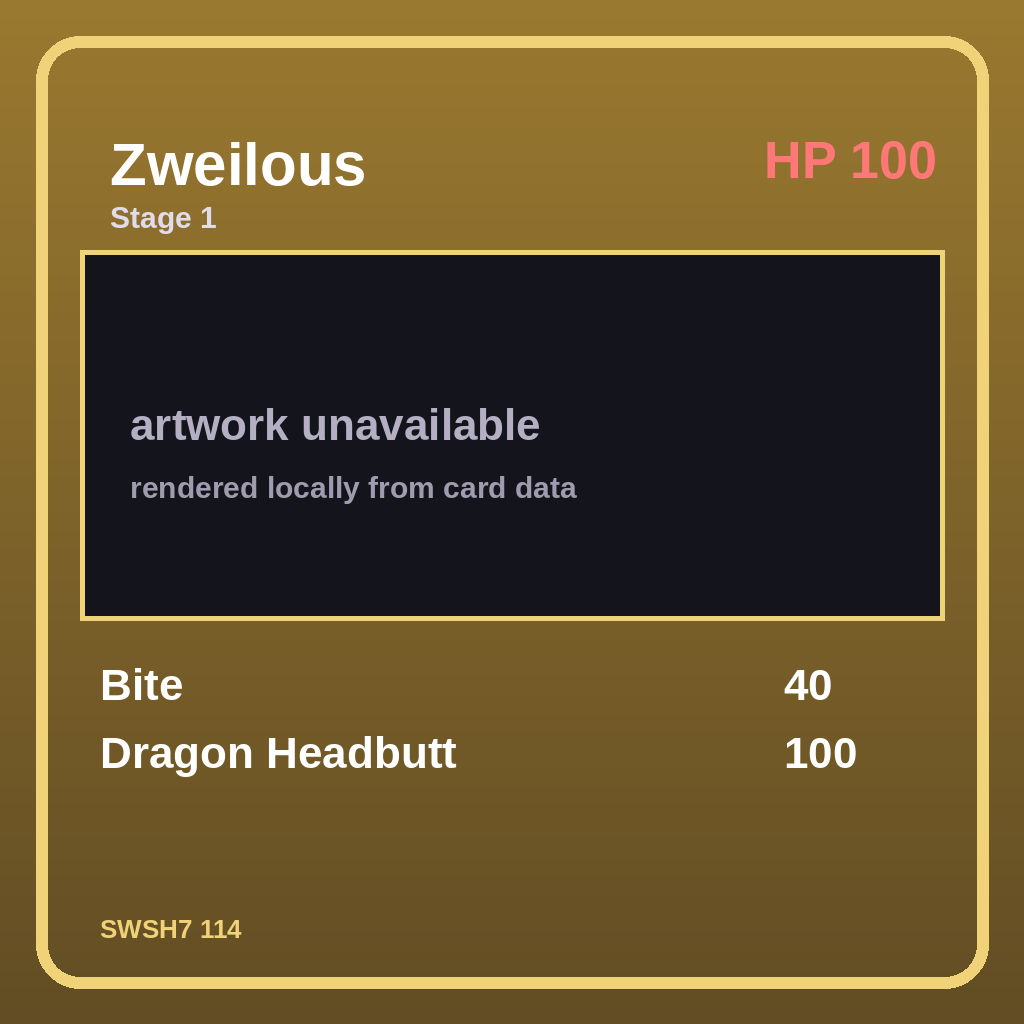 Zweilous
HP 100
Stage 1
artwork unavailable
rendered locally from card data
Bite 40
Dragon Headbutt 100
SWSH7 114